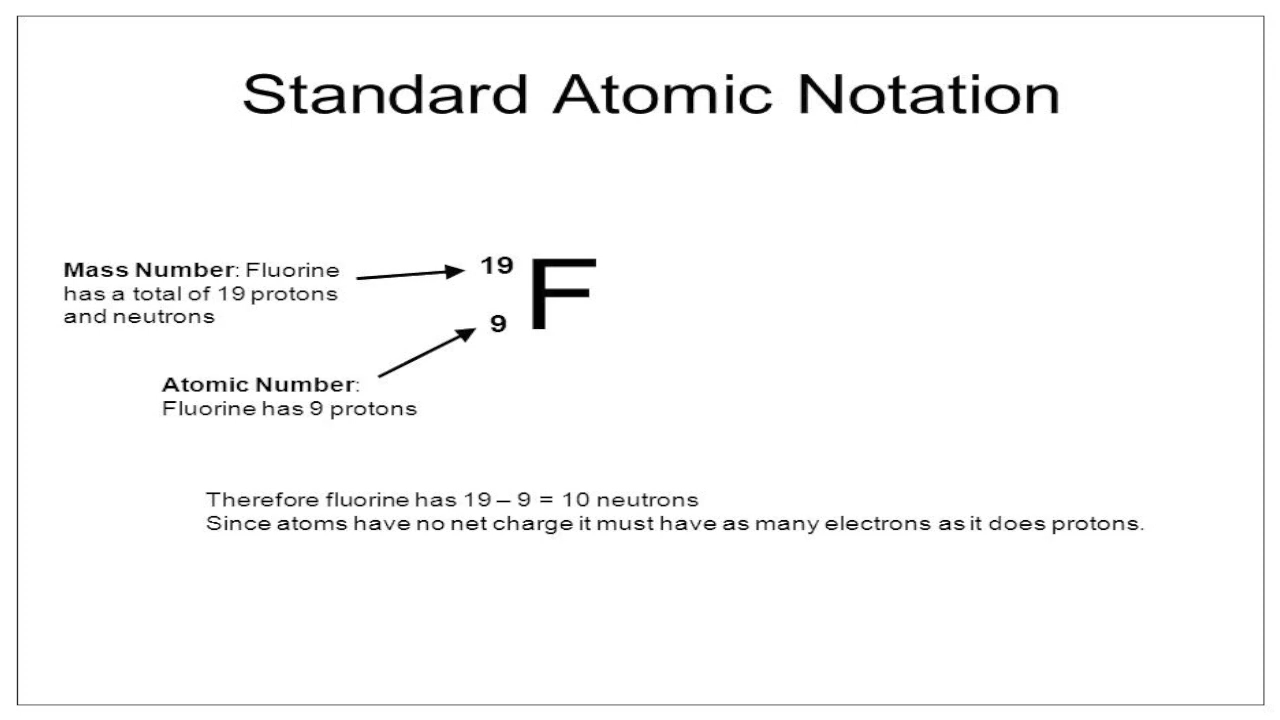 Standard Atomic Notation
Mass Number: Fluorine
has a total of 19 protons
and neutrons
19
F
9
Atomic Number:
Fluorine has 9 protons
Therefore fluorine has 19 – 9 = 10 neutrons
Since atoms have no net charge it must have as many electrons as it does protons.